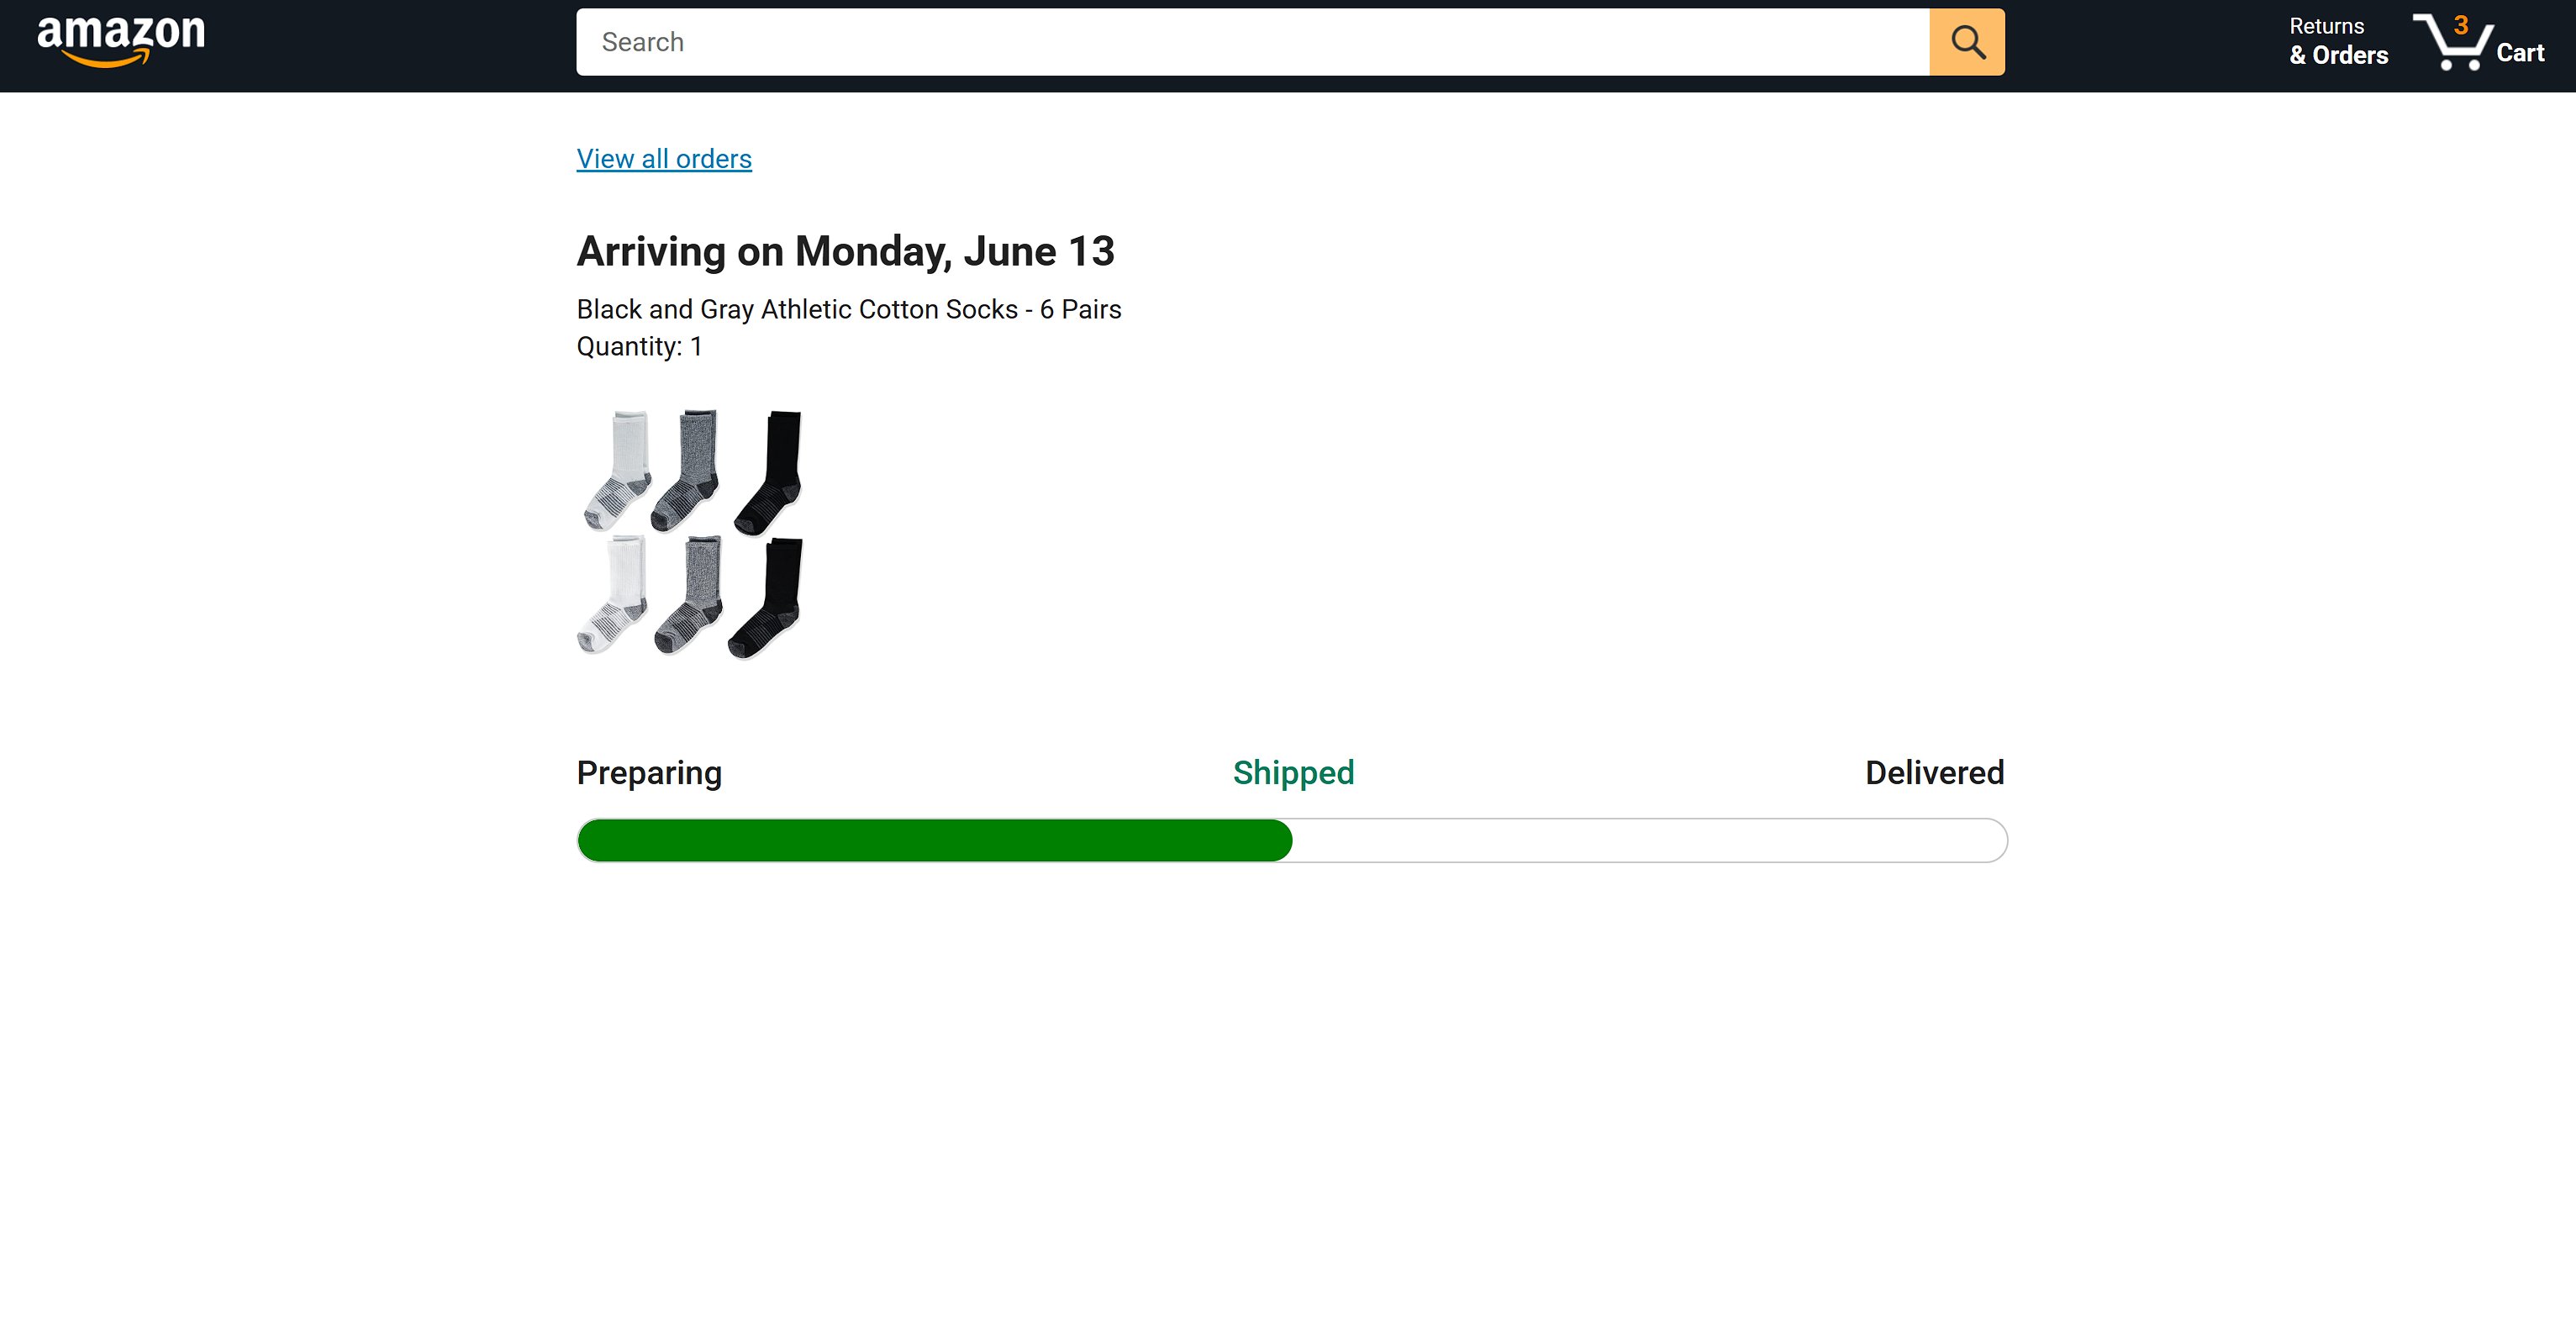 amazon
Search
Returns
& Orders
3
Cart
View all orders
Arriving on Monday, June 13
Black and Gray Athletic Cotton Socks - 6 Pairs
Quantity: 1
Preparing
Shipped
Delivered